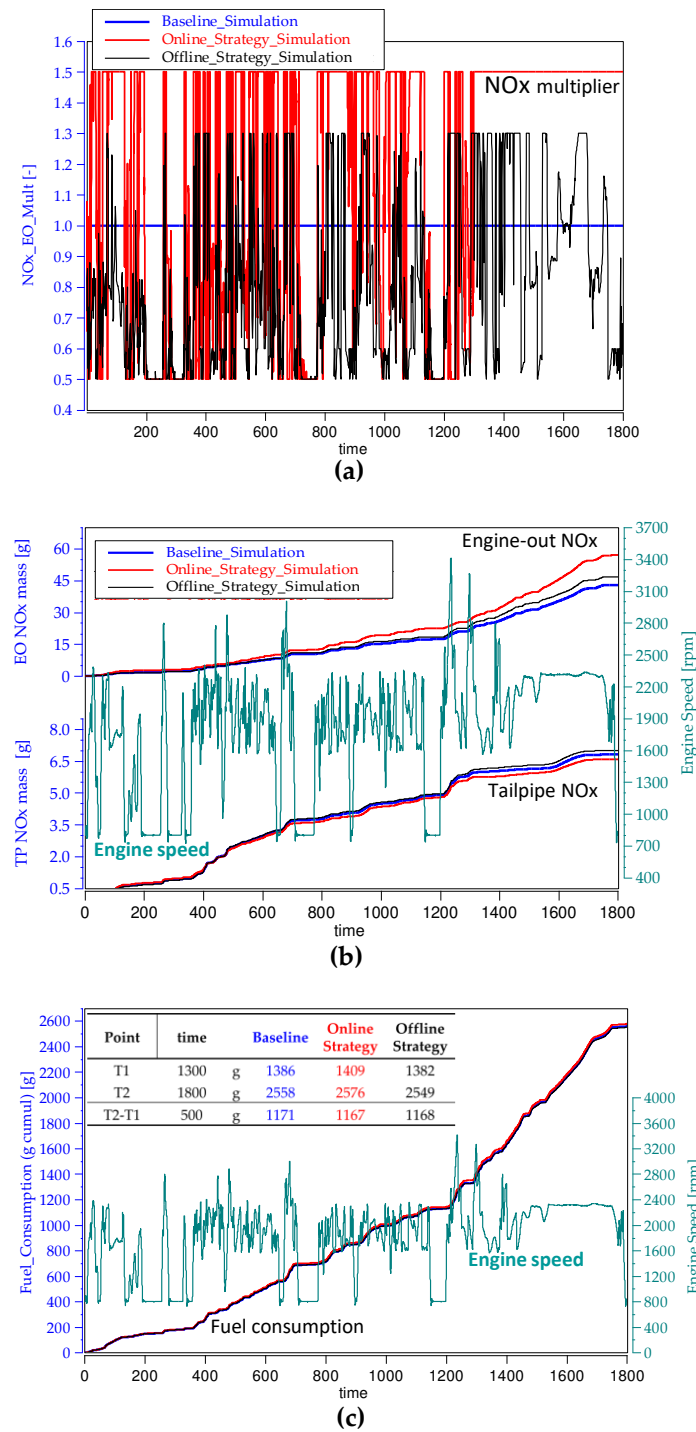 Baseline_Simulation
Online_Strategy_Simulation
Offline_Strategy_Simulation
NOx multiplier
NOx_EO_Mult [-]
1.6
1.5
1.4
1.3
1.2
1.1
1.0
0.9
0.8
0.7
0.6
0.5
0.4
200 400 600 800 1000 1200 1400 1600 1800
time
(a)
Baseline_Simulation
Online_Strategy_Simulation
Offline_Strategy_Simulation
Engine-out NOx
EO NOx mass [g]
60
45
30
15
0
TP NOx mass [g]
8.0
6.5
5.0
3.5
2.0
0.5
Engine speed
Tailpipe NOx
Engine Speed [rpm]
3700
3400
3100
2800
2500
2200
1900
1600
1300
1000
700
400
0 200 400 600 800 1000 1200 1400 1600 1800
time
(b)
Point time Baseline Online Strategy Offline Strategy
T1 1300 g 1386 1409 1382
T2 1800 g 2558 2576 2549
T2-T1 500 g 1171 1167 1168
Fuel_Consumption (g cumul) [g]
2600
2400
2200
2000
1800
1600
1400
1200
1000
800
600
400
200
0
Engine speed
Fuel consumption
Engine Speed [rpm]
4000
3600
3200
2800
2400
2000
1600
1200
800
400
0
0 200 400 600 800 1000 1200 1400 1600 1800
time
(c)